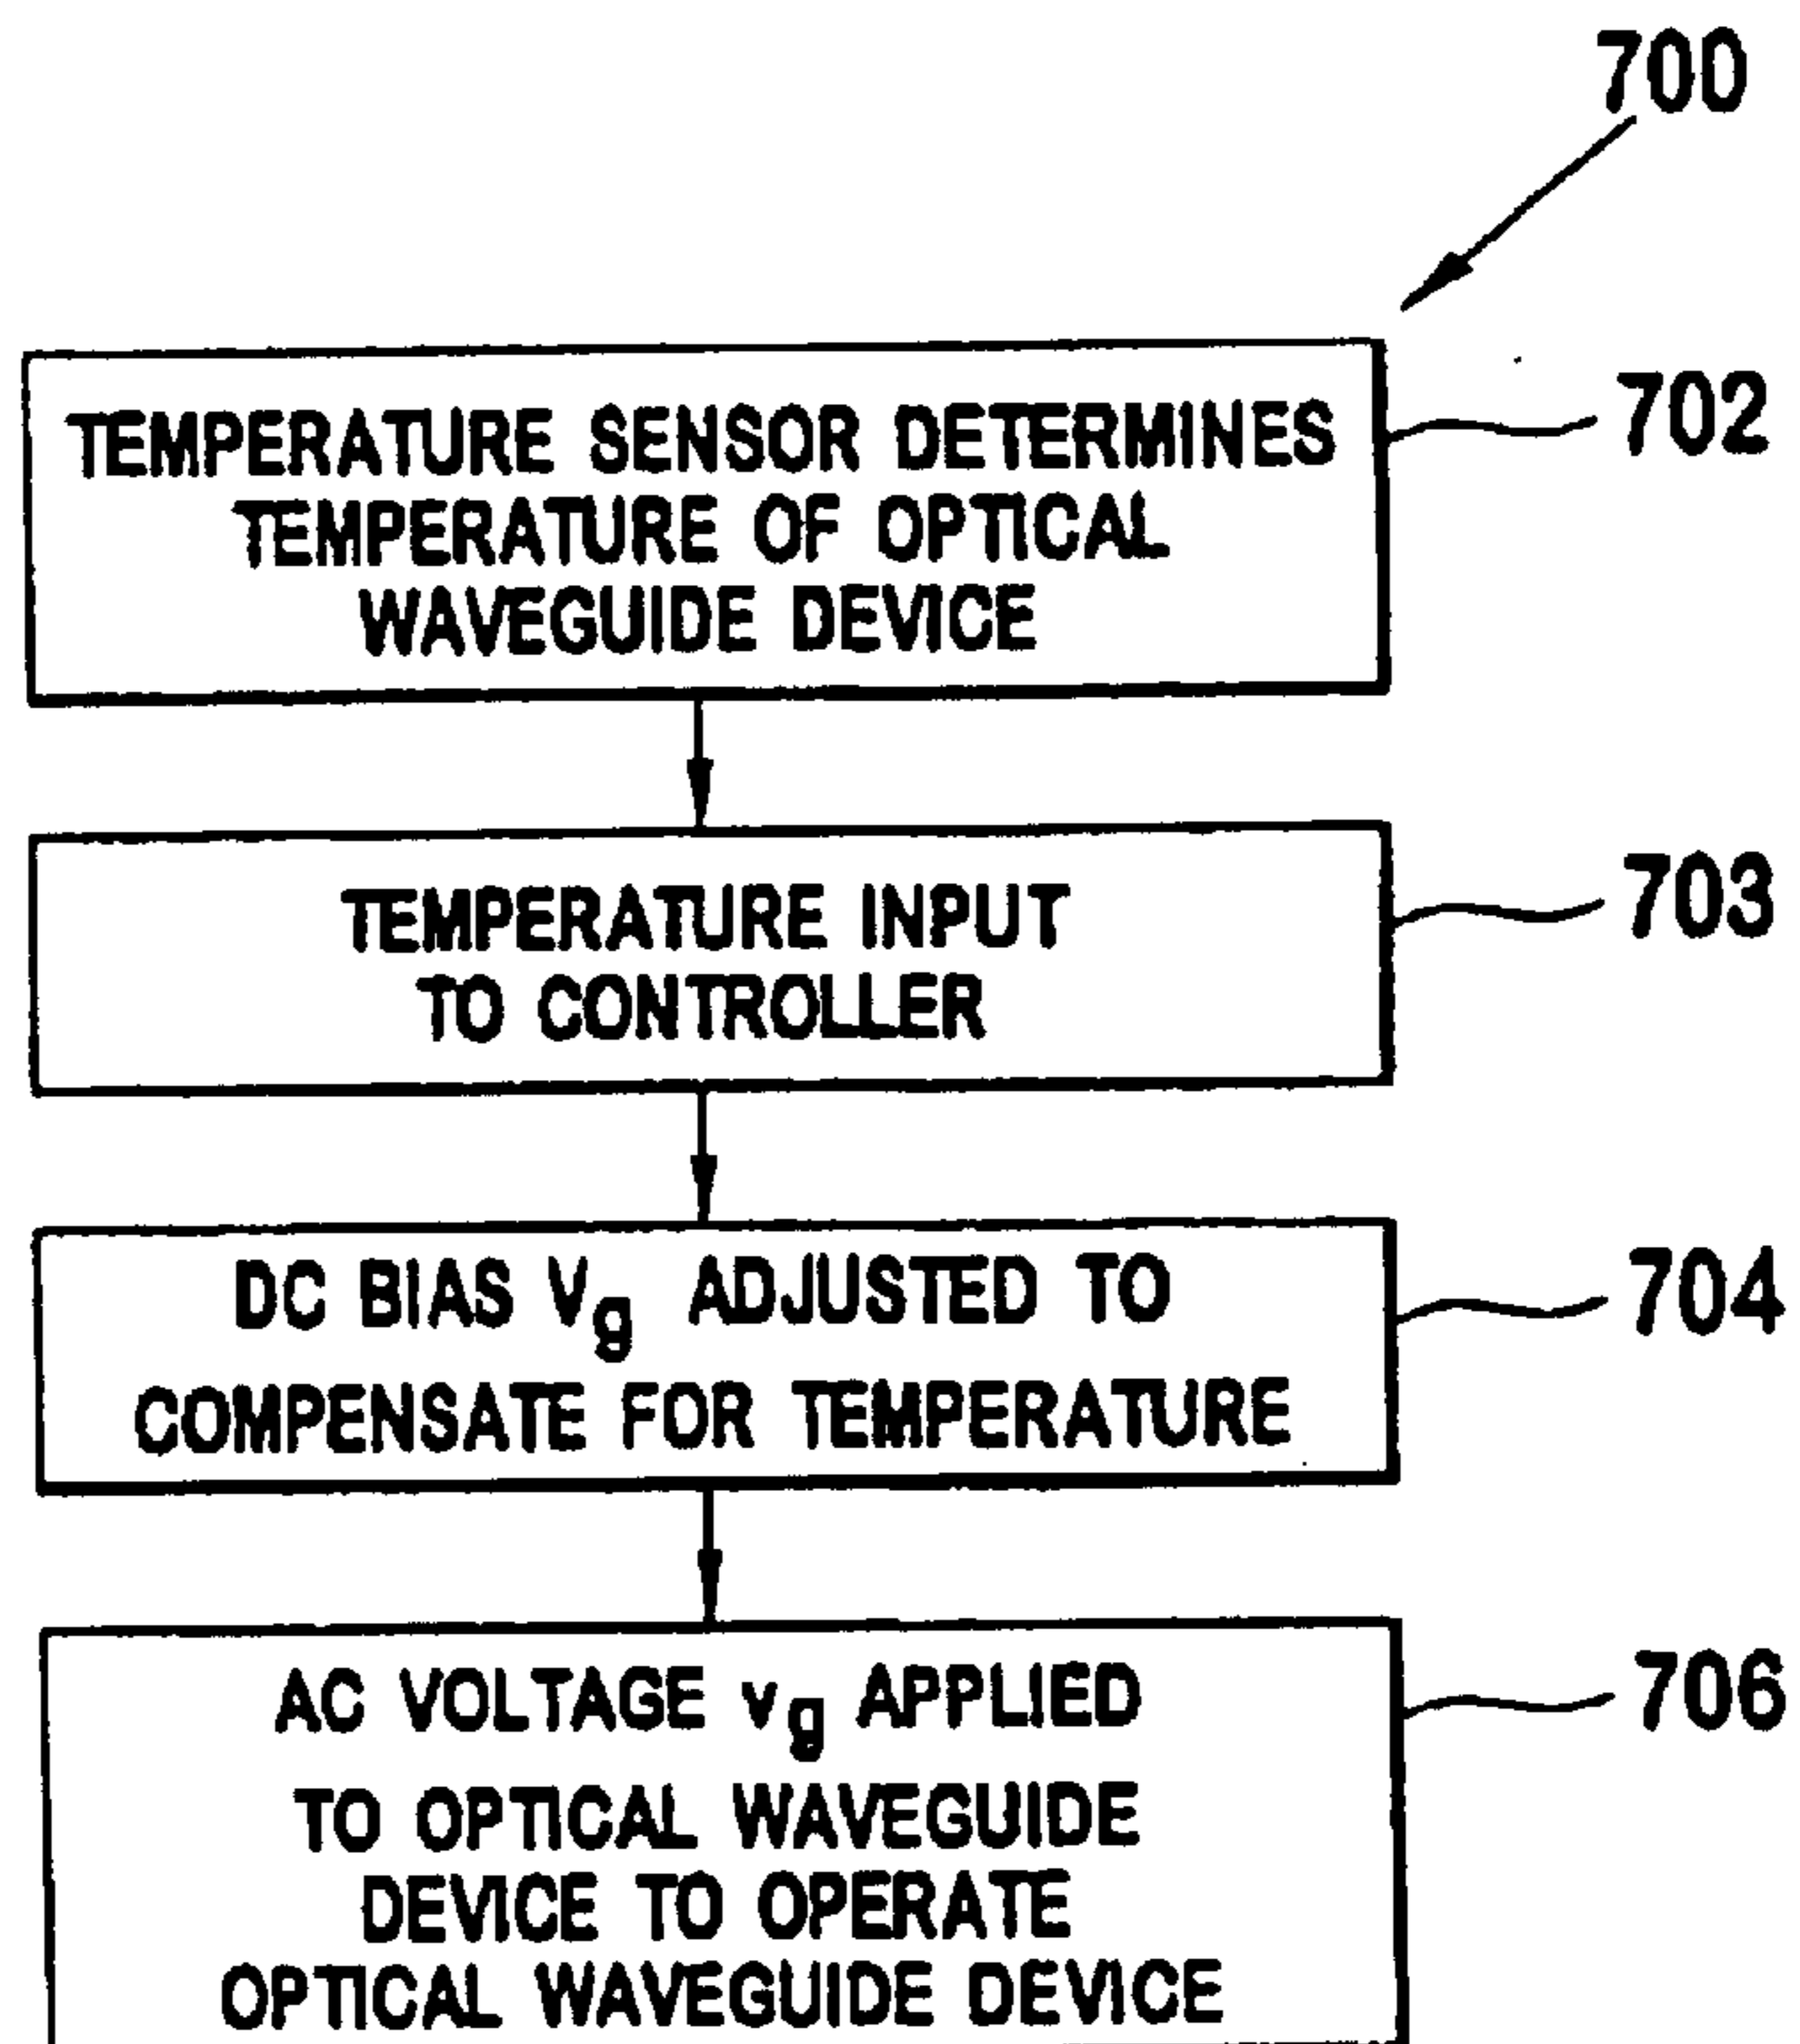 700
TEMPERATURE SENSOR DETERMINES
TEMPERATURE OF OPTICAL
WAVEGUIDE DEVICE
702
TEMPERATURE INPUT
TO CONTROLLER
703
DC BIAS Vg ADJUSTED TO
COMPENSATE FOR TEMPERATURE
704
AC VOLTAGE vg APPLIED
TO OPTICAL WAVEGUIDE
DEVICE TO OPERATE
OPTICAL WAVEGUIDE DEVICE
706